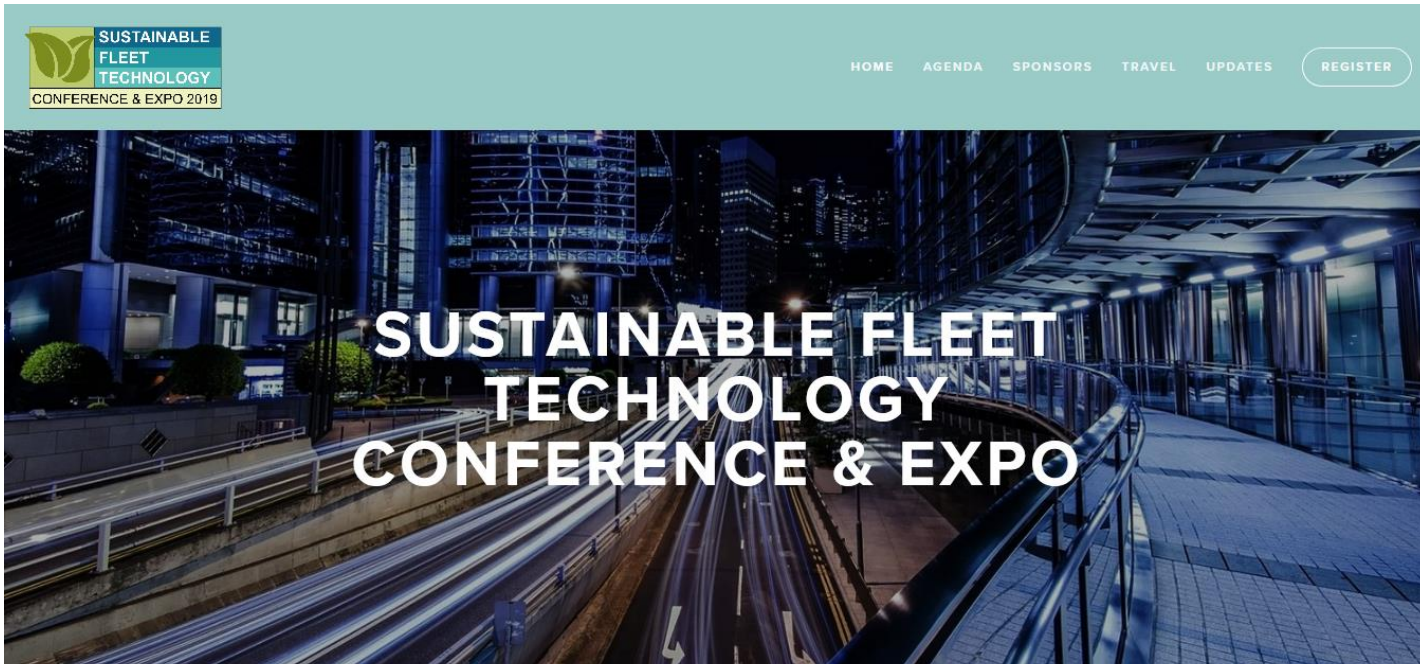 SUSTAINABLE
FLEET
TECHNOLOGY
CONFERENCE & EXPO 2019
HOME AGENDA SPONSORS TRAVEL UPDATES REGISTER
SUSTAINABLE FLEET
TECHNOLOGY
CONFERENCE & EXPO